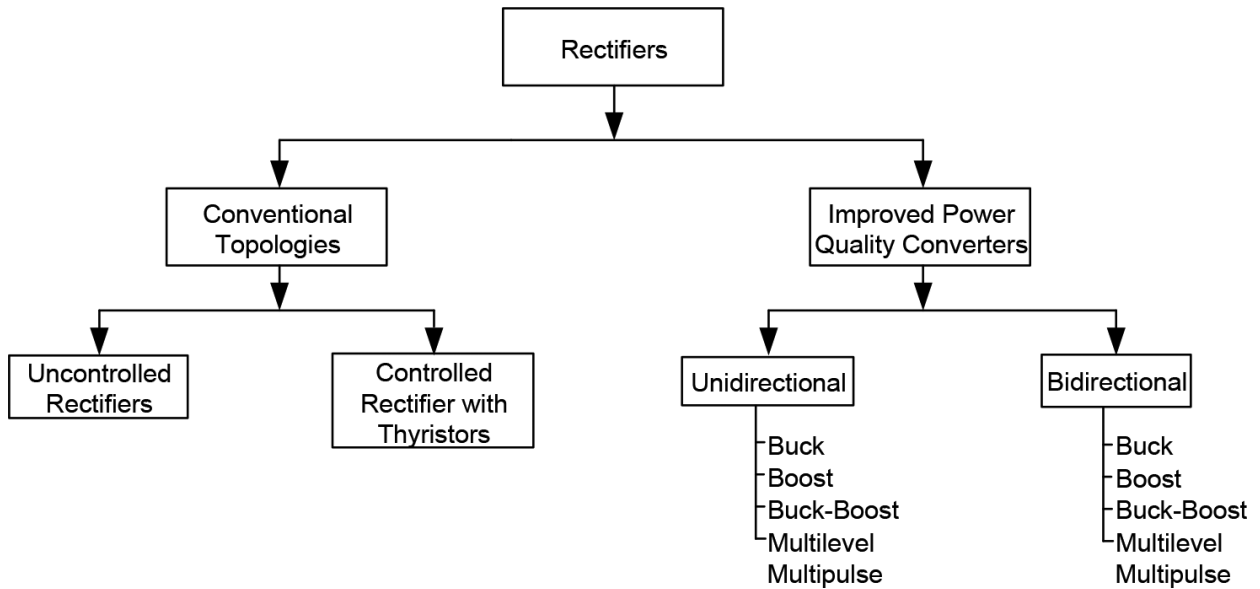 Rectifiers
Conventional
Topologies
Improved Power
Quality Converters
Uncontrolled
Rectifiers
Controlled
Rectifier with
Thyristors
Unidirectional
Bidirectional
Buck
Boost
Buck-Boost
Multilevel
Multipulse
Buck
Boost
Buck-Boost
Multilevel
Multipulse